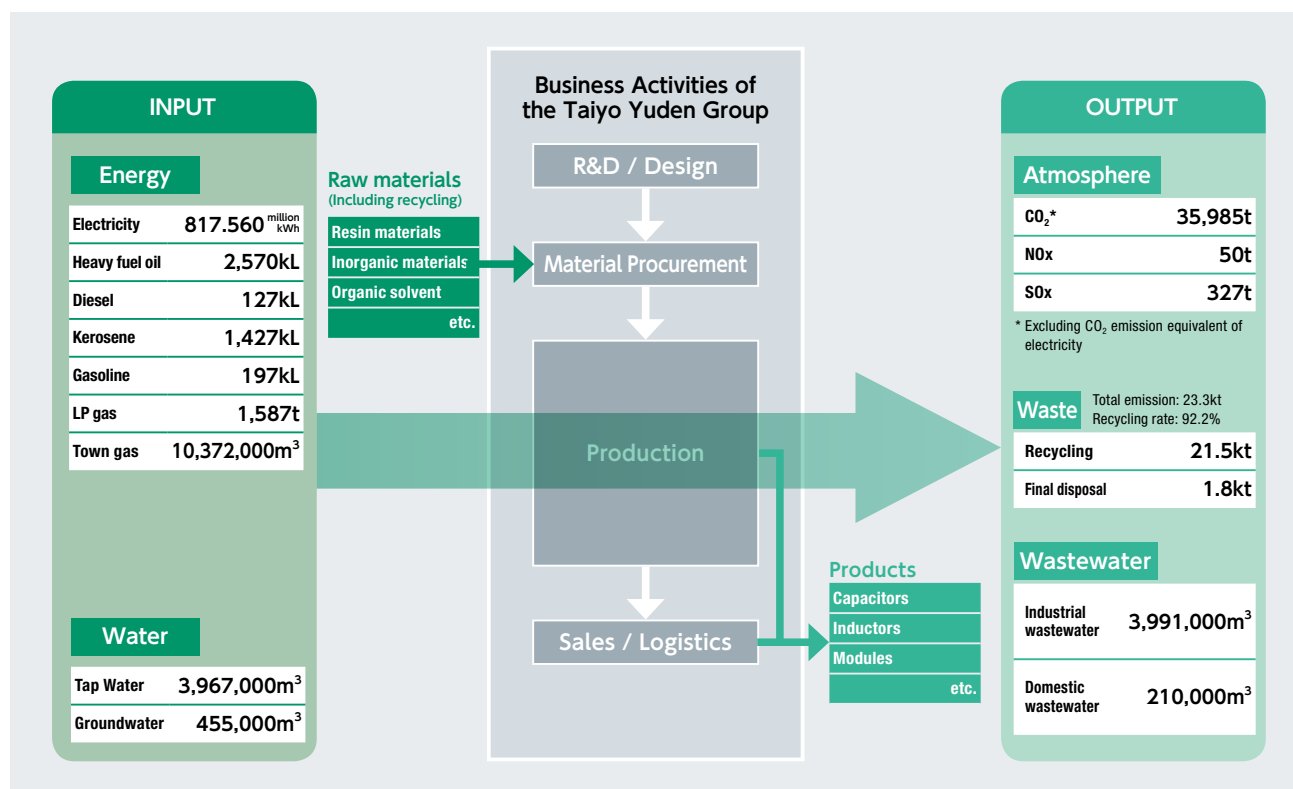 INPUT
Energy
Electricity 817.560 million kWh
Heavy fuel oil 2,570kL
Diesel 127kL
Kerosene 1,427kL
Gasoline 197kL
LP gas 1,587t
Town gas 10,372,000m³
Water
Tap Water 3,967,000m³
Groundwater 455,000m³
Raw materials
(Including recycling)
Resin materials
Inorganic materials
Organic solvent
etc.
Business Activities of
the Taiyo Yuden Group
R&D / Design
Material Procurement
Production
Sales / Logistics
Products
Capacitors
Inductors
Modules
etc.
OUTPUT
Atmosphere
CO₂* 35,985t
NOx 50t
SOx 327t
* Excluding CO₂ emission equivalent of
electricity
Waste
Total emission: 23.3kt
Recycling rate: 92.2%
Recycling 21.5kt
Final disposal 1.8kt
Wastewater
Industrial
wastewater 3,991,000m³
Domestic
wastewater 210,000m³